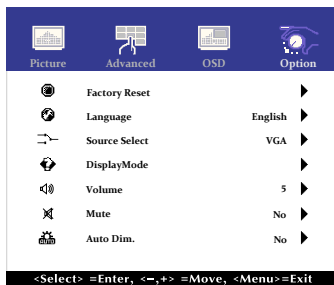 Picture Advanced OSD Option
Factory Reset
Language English
Source Select VGA
DisplayMode
Volume 5
Mute No
Auto Dim. No
<Select> =Enter, <−,+> =Move, <Menu>=Exit